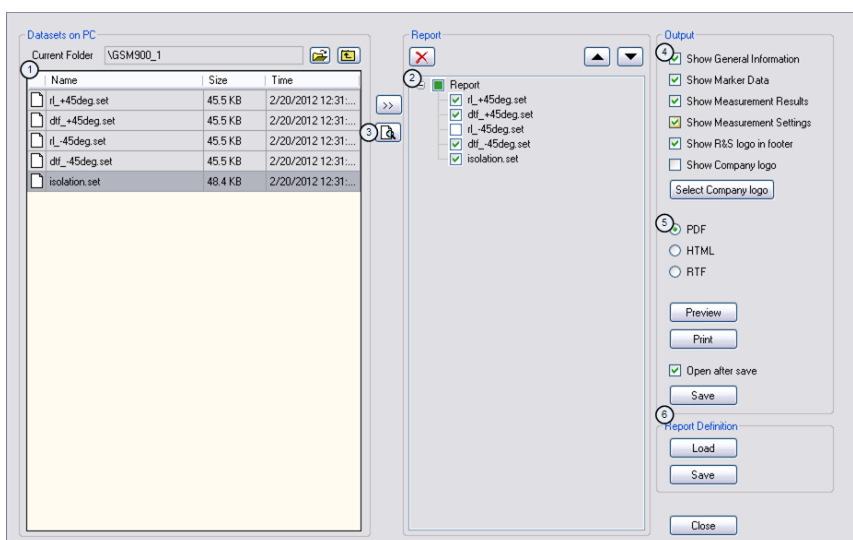 Datasets on PC
Current Folder \GSM900_1
1
Name Size Time
rl_+45deg.set 45.5 KB 2/20/2012 12:31:...
dtf_+45deg.set 45.5 KB 2/20/2012 12:31:...
rl_-45deg.set 45.5 KB 2/20/2012 12:31:...
dtf_-45deg.set 45.5 KB 2/20/2012 12:31:...
isolation.set 48.4 KB 2/20/2012 12:31:...
>>
3
Report
2
Report
rl_+45deg.set
dtf_+45deg.set
rl_-45deg.set
dtf_-45deg.set
isolation.set
Output
4
Show General Information
Show Marker Data
Show Measurement Results
Show Measurement Settings
Show R&S logo in footer
Show Company logo
Select Company logo
5
PDF
HTML
RTF
Preview
Print
Open after save
Save
6
Report Definition
Load
Save
Close